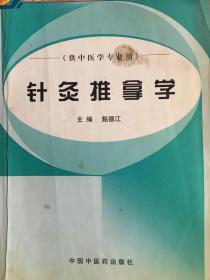 （供中医学专业用）
针灸推拿学
主编 甄德江
中国中医药出版社